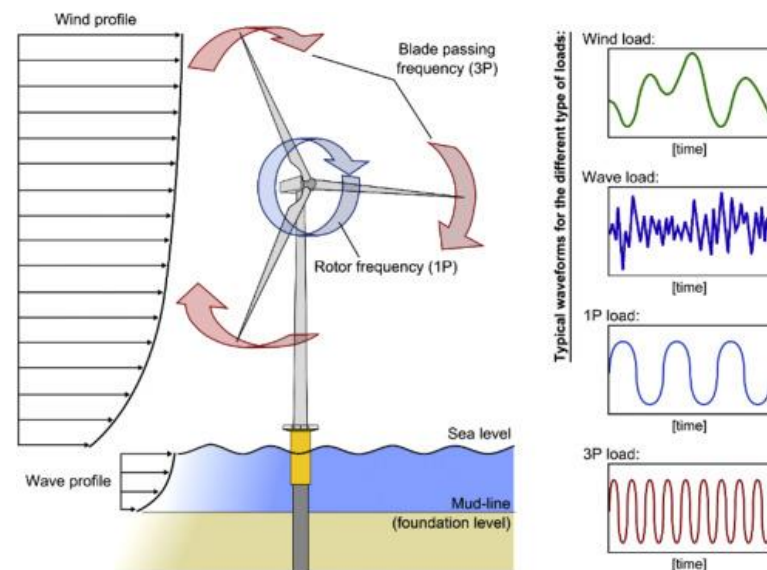 Wind profile
Blade passing
frequency (3P)
Rotor frequency (1P)
Sea level
Wave profile
Mud-line
(foundation level)
Typical waveforms for the different type of loads:
Wind load:
[time]
Wave load:
[time]
1P load:
[time]
3P load:
[time]